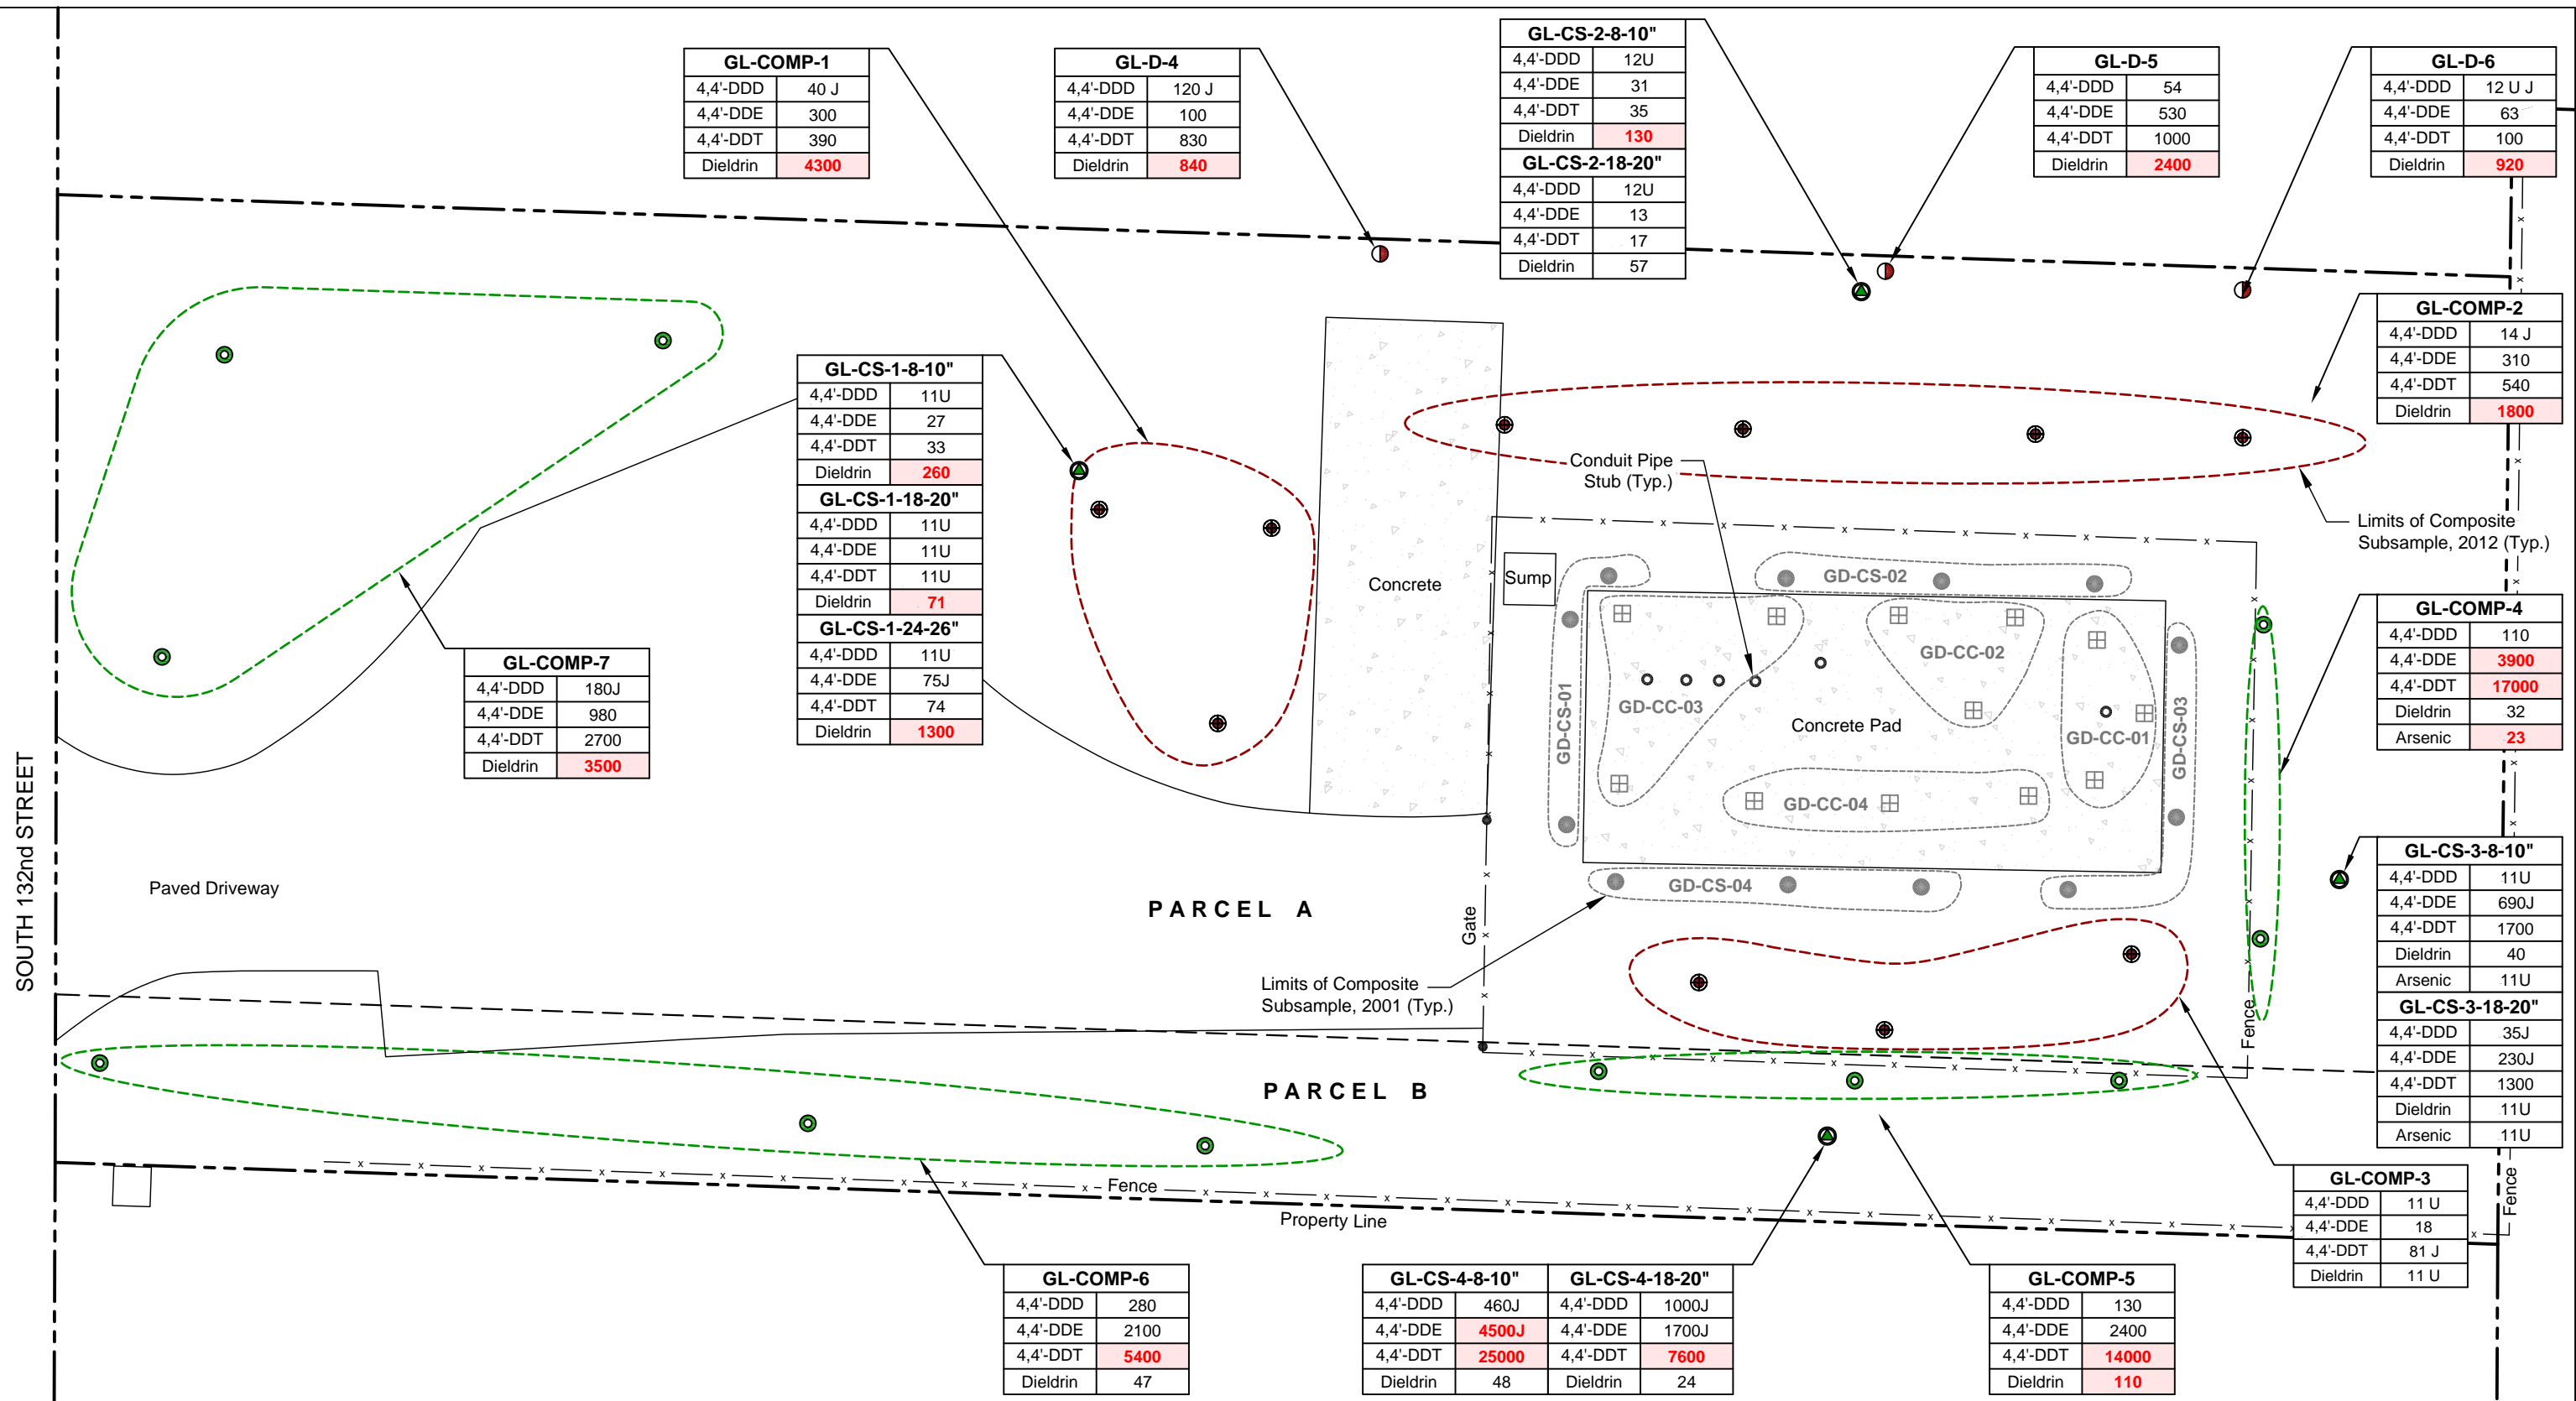 GL-COMP-1
4,4'-DDD 40 J
4,4'-DDE 300
4,4'-DDT 390
Dieldrin 4300
GL-D-4
4,4'-DDD 120 J
4,4'-DDE 100
4,4'-DDT 830
Dieldrin 840
GL-CS-2-8-10"
4,4'-DDD 12U
4,4'-DDE 31
4,4'-DDT 35
Dieldrin 130
GL-CS-2-18-20"
4,4'-DDD 12U
4,4'-DDE 13
4,4'-DDT 17
Dieldrin 57
GL-D-5
4,4'-DDD 54
4,4'-DDE 530
4,4'-DDT 1000
Dieldrin 2400
GL-D-6
4,4'-DDD 12 U J
4,4'-DDE 63
4,4'-DDT 100
Dieldrin 920
GL-COMP-2
4,4'-DDD 14 J
4,4'-DDE 310
4,4'-DDT 540
Dieldrin 1800
GL-CS-1-8-10"
4,4'-DDD 11U
4,4'-DDE 27
4,4'-DDT 33
Dieldrin 260
GL-CS-1-18-20"
4,4'-DDD 11U
4,4'-DDE 11U
4,4'-DDT 11U
Dieldrin 71
GL-CS-1-24-26"
4,4'-DDD 11U
4,4'-DDE 75J
4,4'-DDT 74
Dieldrin 1300
Conduit Pipe
Stub (Typ.)
Limits of Composite
Subsample, 2012 (Typ.)
Concrete
Sump
GD-CS-02
GD-CS-01
GD-CC-03
GD-CC-02
GD-CC-01
GD-CS-03
Concrete Pad
GD-CC-04
GD-CS-04
GL-COMP-4
4,4'-DDD 110
4,4'-DDE 3900
4,4'-DDT 17000
Dieldrin 32
Arsenic 23
GL-COMP-7
4,4'-DDD 180J
4,4'-DDE 980
4,4'-DDT 2700
Dieldrin 3500
SOUTH 132nd STREET
Paved Driveway
PARCEL A
Gate
Limits of Composite
Subsample, 2001 (Typ.)
Fence
GL-CS-3-8-10"
4,4'-DDD 11U
4,4'-DDE 690J
4,4'-DDT 1700
Dieldrin 40
Arsenic 11U
GL-CS-3-18-20"
4,4'-DDD 35J
4,4'-DDE 230J
4,4'-DDT 1300
Dieldrin 11U
Arsenic 11U
PARCEL B
Fence
Property Line
Fence
GL-COMP-3
4,4'-DDD 11 U
4,4'-DDE 18
4,4'-DDT 81 J
Dieldrin 11 U
GL-COMP-6
4,4'-DDD 280
4,4'-DDE 2100
4,4'-DDT 5400
Dieldrin 47
GL-CS-4-8-10" GL-CS-4-18-20"
4,4'-DDD 460J 4,4'-DDD 1000J
4,4'-DDE 4500J 4,4'-DDE 1700J
4,4'-DDT 25000 4,4'-DDT 7600
Dieldrin 48 Dieldrin 24
GL-COMP-5
4,4'-DDD 130
4,4'-DDE 2400
4,4'-DDT 14000
Dieldrin 110